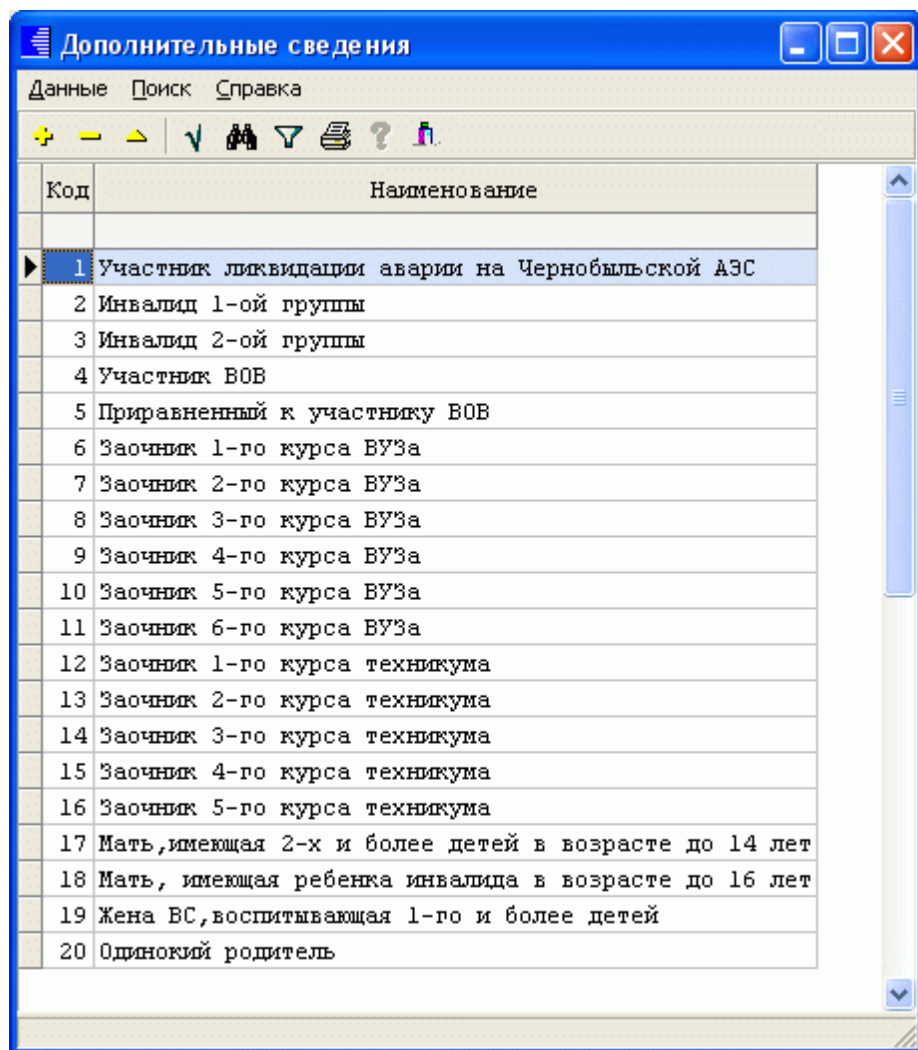 Дополнительные сведения
Данные Поиск Справка
Код Наименование
1 Участник ликвидации аварии на Чернобыльской АЭС
2 Инвалид 1-ой группы
3 Инвалид 2-ой группы
4 Участник ВОВ
5 Приравненный к участнику ВОВ
6 Заочник 1-го курса ВУЗа
7 Заочник 2-го курса ВУЗа
8 Заочник 3-го курса ВУЗа
9 Заочник 4-го курса ВУЗа
10 Заочник 5-го курса ВУЗа
11 Заочник 6-го курса ВУЗа
12 Заочник 1-го курса техникума
13 Заочник 2-го курса техникума
14 Заочник 3-го курса техникума
15 Заочник 4-го курса техникума
16 Заочник 5-го курса техникума
17 Мать,имеющая 2-х и более детей в возрасте до 14 лет
18 Мать, имеющая ребенка инвалида в возрасте до 16 лет
19 Жена ВС,воспитывающая 1-го и более детей
20 Одинокий родитель